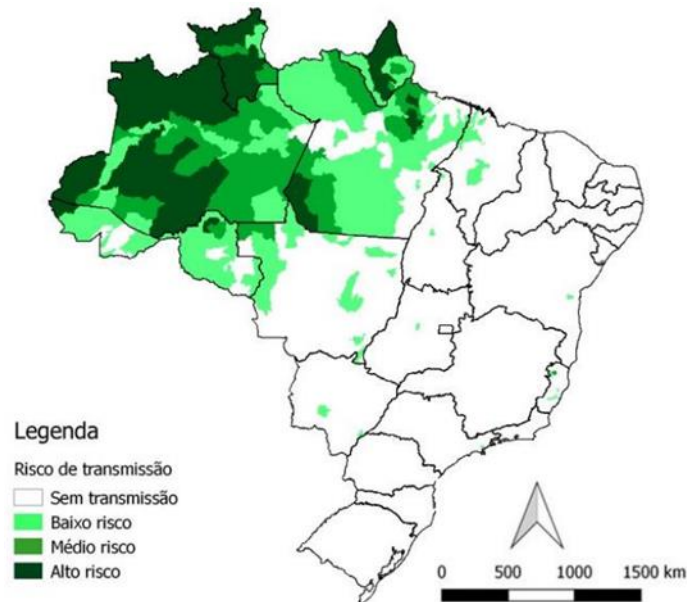 Legenda
Risco de transmissão
Sem transmissão
Baixo risco
Médio risco
Alto risco
0 500 1000 1500 km